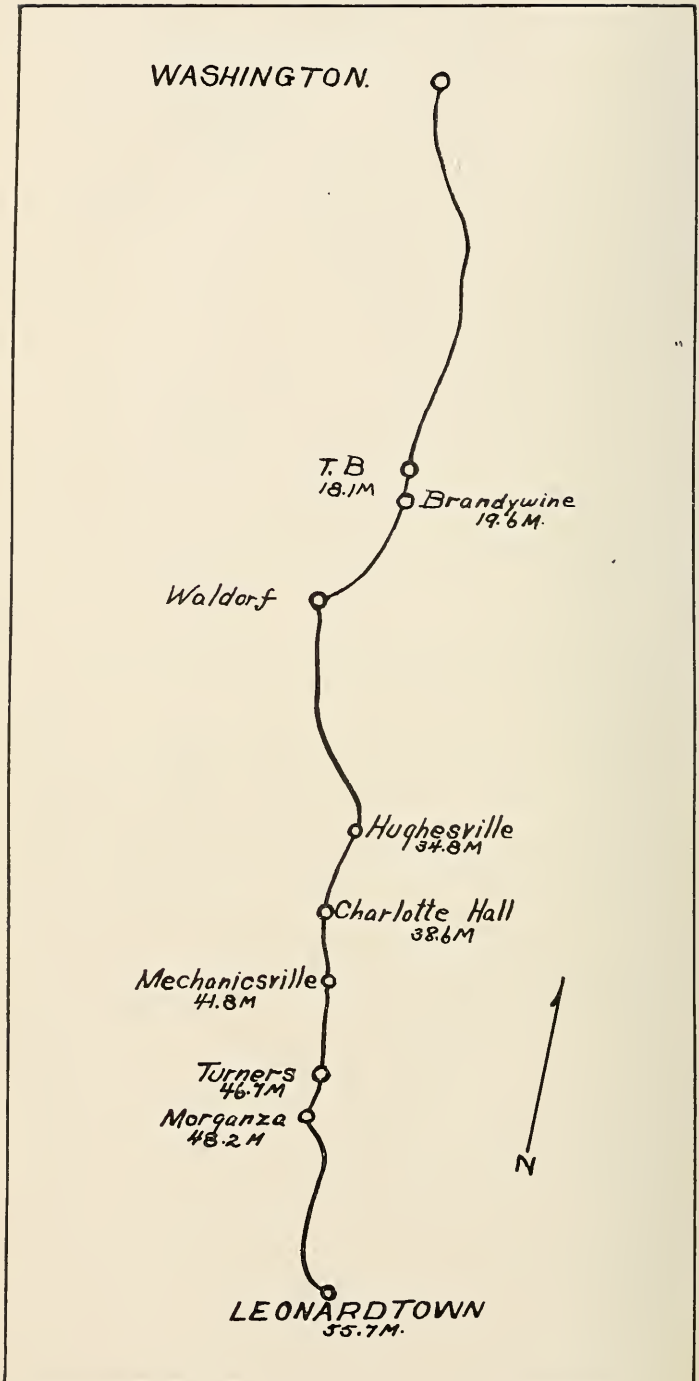 WASHINGTON.
T. B
18.1M
Brandywine
19.6M.
Waldorf
Hughesville
34.8M
Charlotte Hall
38.6M
Mechanicsville
41.8M
Turners
46.7M
Morganza
48.2M
N
LEONARDTOWN
55.7M.